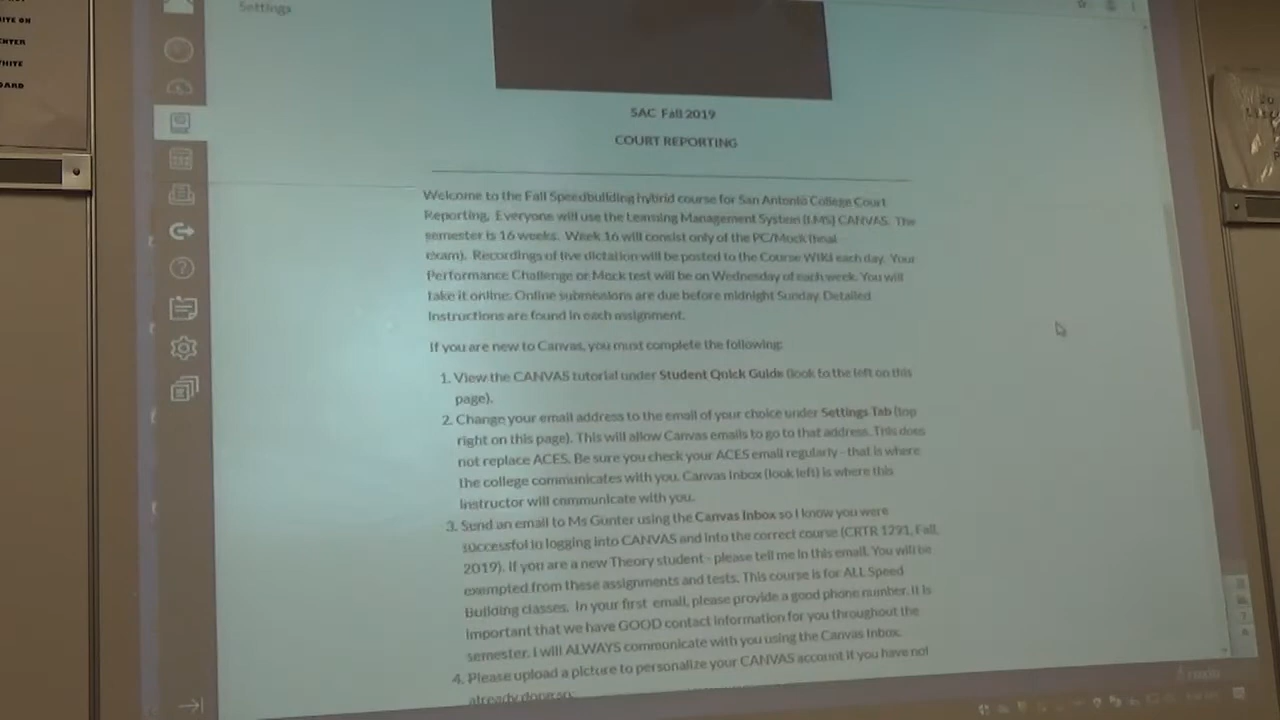 ITE ON
ENTER
WHITE
OARD
Settings
SAC Fall 2019
COURT REPORTING
Welcome to the Fall Speedbuilding hybrid course for San Antonio College Court
Reporting. Everyone will use the Learning Management System (LMS) CANVAS. The
semester is 16 weeks. Week 16 will consist only of the PC/Mock (final
exam). Recordings of live dictation will be posted to the Course WIKI each day. Your
Performance Challenge or Mock test will be on Wednesday of each week. You will
take it online. Online submissions are due before midnight Sunday. Detailed
instructions are found in each assignment.
If you are new to Canvas, you must complete the following:
1. View the CANVAS tutorial under Student Quick Guide (look to the left on this
page).
2. Change your email address to the email of your choice under Settings Tab (top
right on this page). This will allow Canvas emails to go to that address. This does
not replace ACES. Be sure you check your ACES email regularly - that is where
the college communicates with you. Canvas Inbox (look left) is where this
instructor will communicate with you.
3. Send an email to Ms Gunter using the Canvas Inbox so I know you were
successful in logging into CANVAS and into the correct course (CRTR 1291, Fall,
2019). If you are a new Theory student - please tell me in this email. You will be
exempted from these assignments and tests. This course is for ALL Speed
Building classes. In your first email, please provide a good phone number. It is
important that we have GOOD contact information for you throughout the
semester. I will ALWAYS communicate with you using the Canvas Inbox.
4. Please upload a picture to personalize your CANVAS account if you have not
already done so.